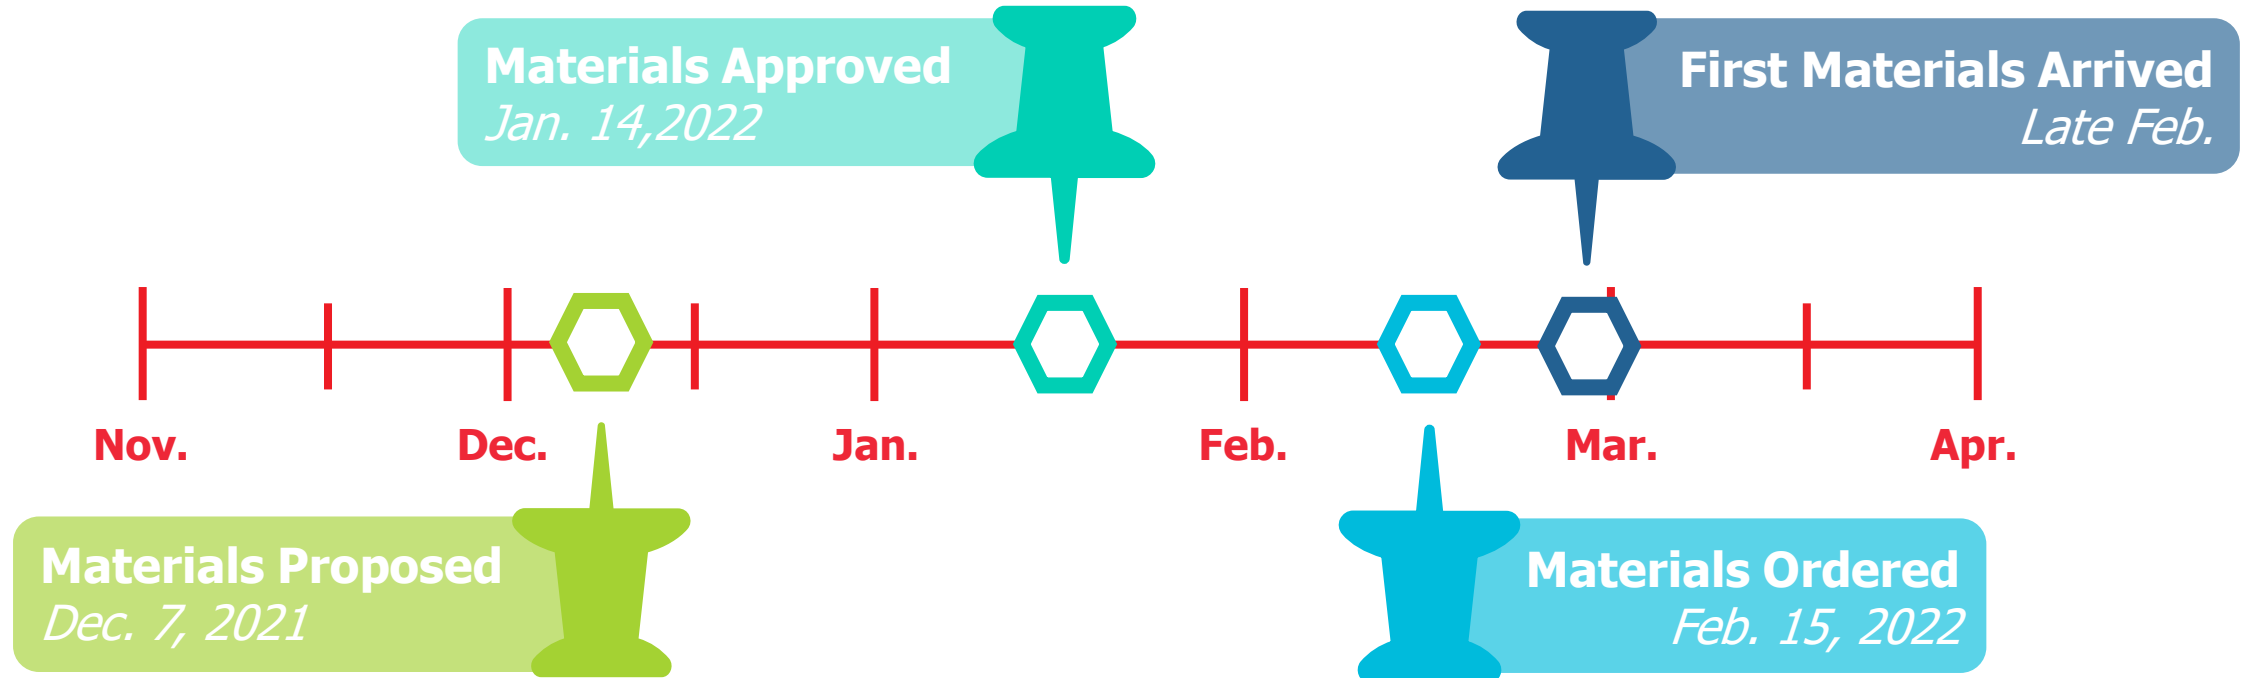 Materials Approved
Jan. 14,2022
First Materials Arrived
Late Feb.
Nov.
Dec.
Jan.
Feb.
Mar.
Apr.
Materials Proposed
Dec. 7, 2021
Materials Ordered
Feb. 15, 2022